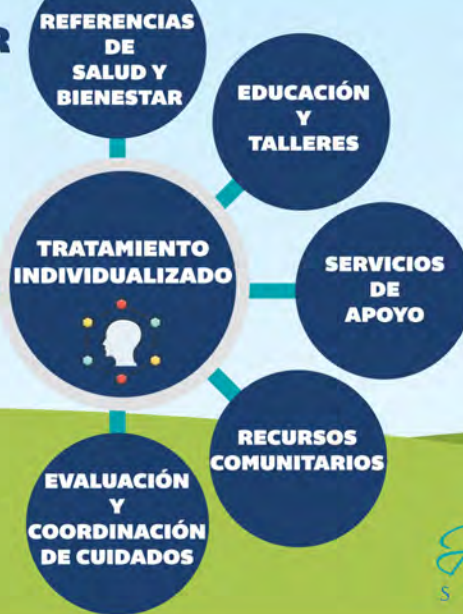 R
REFERENCIAS
DE
SALUD Y
BIENESTAR
EDUCACIÓN
Y
TALLERES
TRATAMIENTO
INDIVIDUALIZADO
SERVICIOS
DE
APOYO
RECURSOS
COMUNITARIOS
EVALUACIÓN
Y
COORDINACIÓN
DE CUIDADOS
S